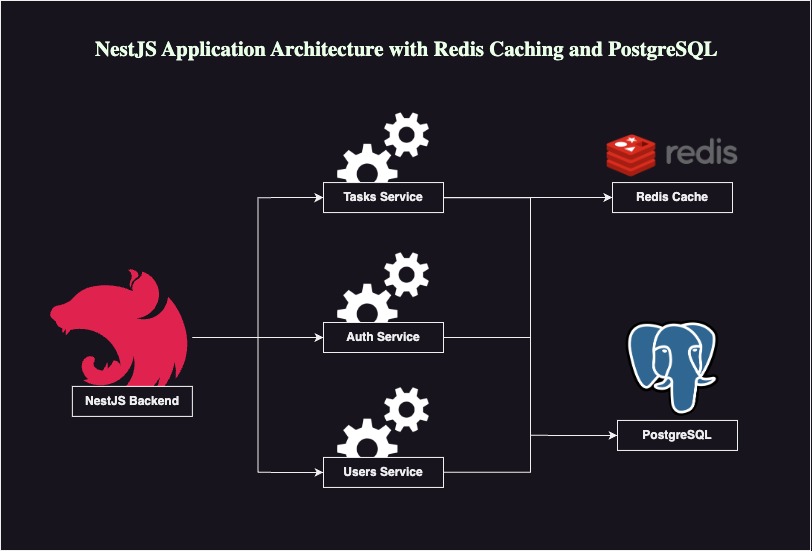 NestJS Application Architecture with Redis Caching and PostgreSQL
redis
Tasks Service
Redis Cache
Auth Service
NestJS Backend
PostgreSQL
Users Service